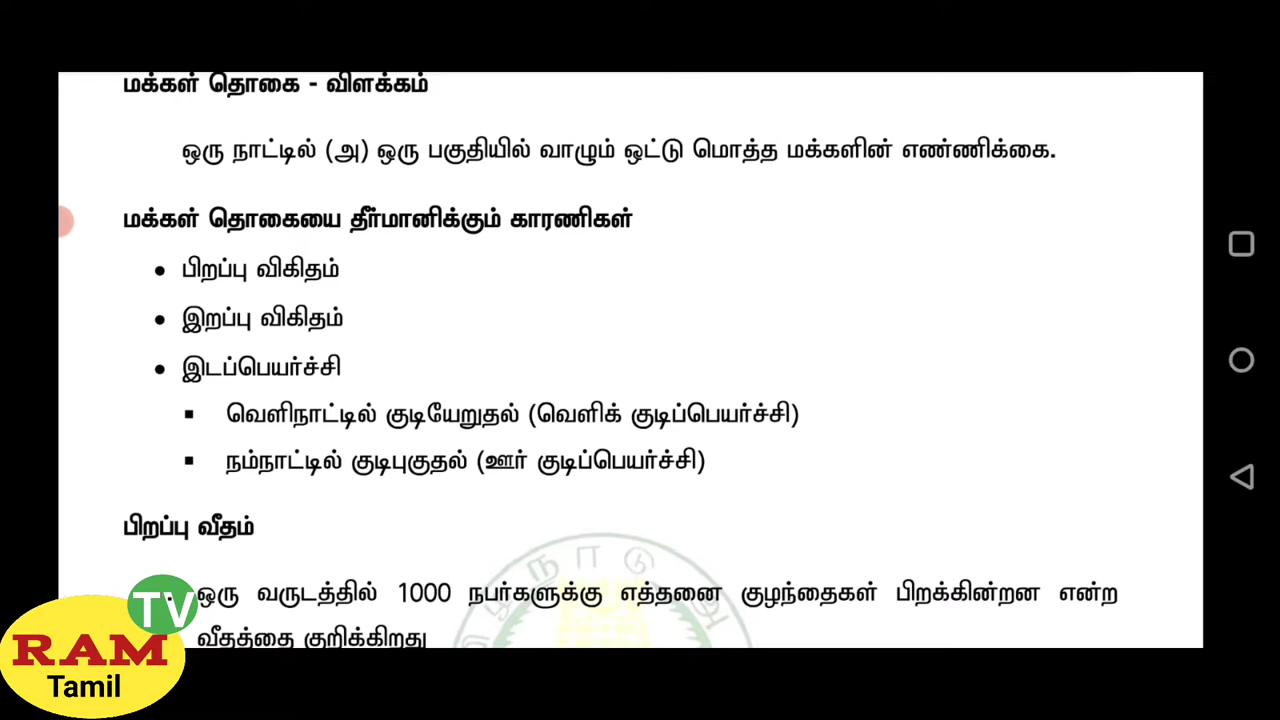 மக்கள் தொகை - விளக்கம்
ஒரு நாட்டில் (அ) ஒரு பகுதியில் வாழும் ஒட்டு மொத்த மக்களின் எண்ணிக்கை.
மக்கள் தொகையை தீர்மானிக்கும் காரணிகள்
• பிறப்பு விகிதம்
• இறப்பு விகிதம்
• இடப்பெயர்ச்சி
▪ வெளிநாட்டில் குடியேறுதல் (வெளிக் குடிப்பெயர்ச்சி)
▪ நம்நாட்டில் குடிபுகுதல் (ஊர் குடிப்பெயர்ச்சி)
பிறப்பு வீதம்
ஒரு வருடத்தில் 1000 நபர்களுக்கு எத்தனை குழந்தைகள் பிறக்கின்றன என்ற
வீதத்தை குறிக்கிறது
TV
RAM
Tamil